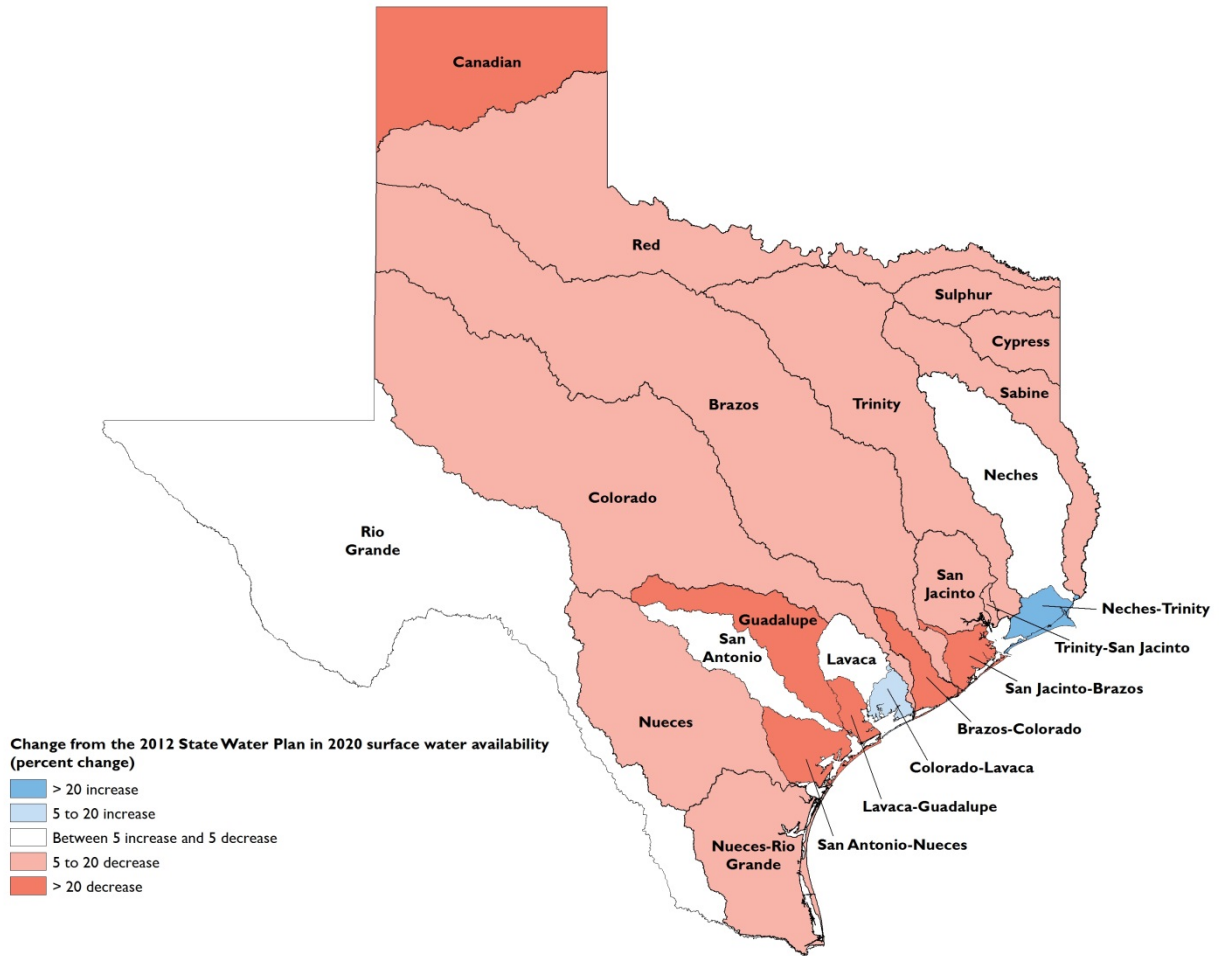 Canadian
Red
Sulphur
Cypress
Sabine
Brazos
Trinity
Neches
Colorado
Rio
Grande
San
Jacinto
Neches-Trinity
Guadalupe
San
Antonio
Trinity-San Jacinto
Lavaca
San Jacinto-Brazos
Nueces
Brazos-Colorado
Colorado-Lavaca
Lavaca-Guadalupe
San Antonio-Nueces
Nueces-Rio
Grande
Change from the 2012 State Water Plan in 2020 surface water availability
(percent change)
> 20 increase
5 to 20 increase
Between 5 increase and 5 decrease
5 to 20 decrease
> 20 decrease